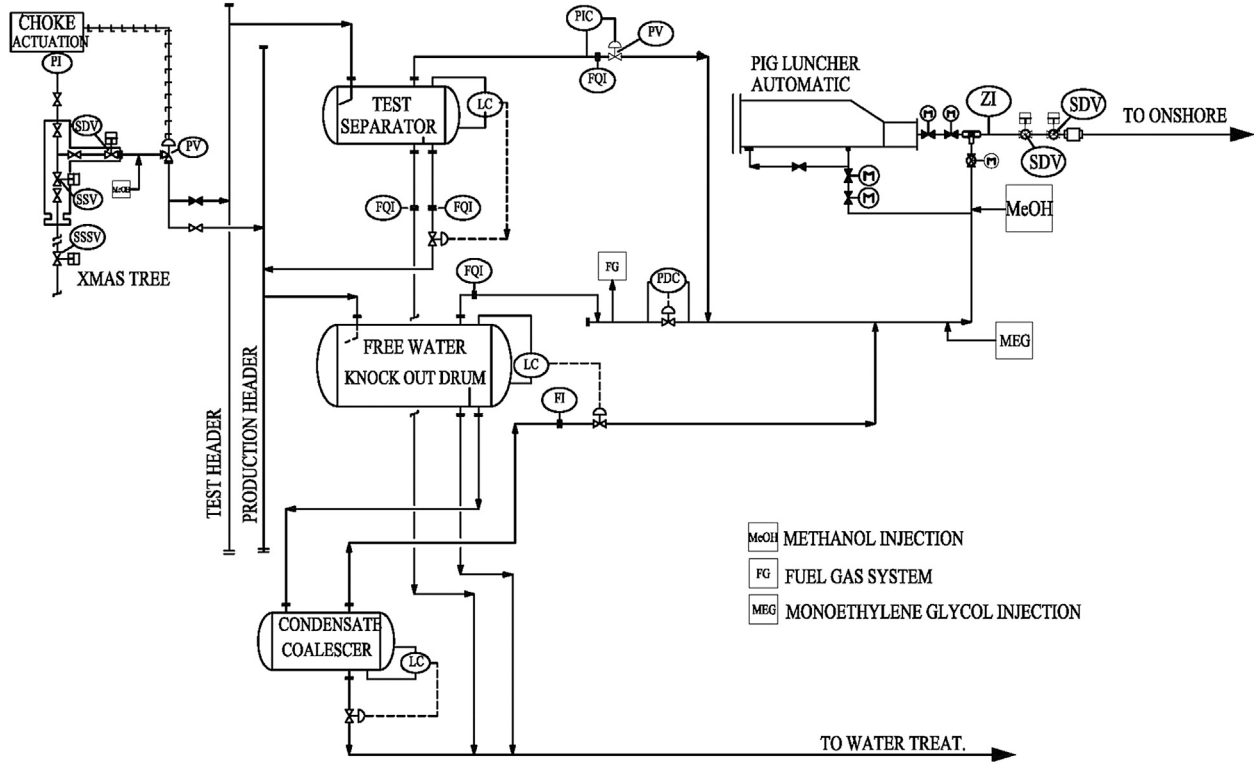 CHOKE
ACTUATION
PI
SDV
PV
MeOH
SSV
SSSV
XMAS TREE
TEST HEADER
PRODUCTION HEADER
TEST
SEPARATOR
LC
PIC
PV
FQI
FQI
FQI
FQI
FREE WATER
KNOCK OUT DRUM
LC
FI
FG
PDC
PIG LUNCHER
AUTOMATIC
M
M
ZI
SDV
SDV
TO ONSHORE
M
M
M
MeOH
MEG
CONDENSATE
COALESCER
LC
MeOH METHANOL INJECTION
FG FUEL GAS SYSTEM
MEG MONOETHYLENE GLYCOL INJECTION
TO WATER TREAT.